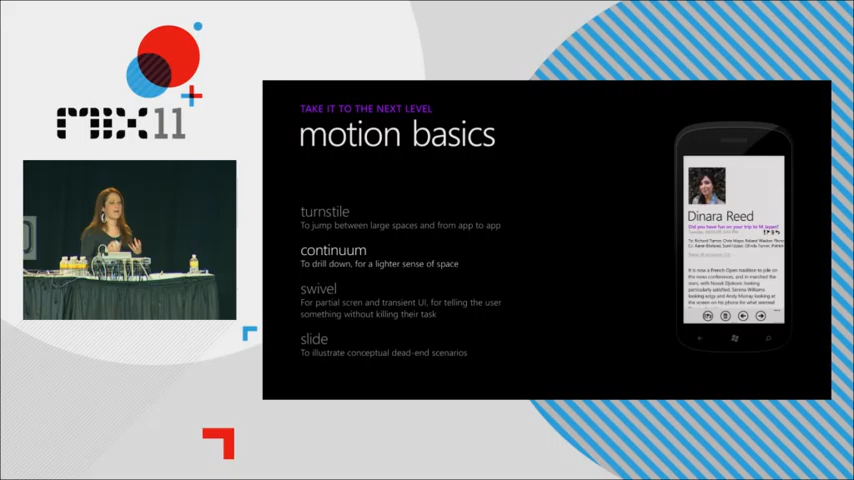 mix11
TAKE IT TO THE NEXT LEVEL
motion basics
turnstile
To jump between large spaces and from app to app
continuum
To drill down, for a lighter sense of space
swivel
For partial scren and transient UI, for telling the user
something without killing their task
slide
To illustrate conceptual dead-end scenarios
Dinara Reed
Did you have fun on your trip to M Japan?
It is now a French Open tradition to pile on
the news conferences, and in marched the
stars, with Novak Djokovic looking
particularly satisfied, Serena Williams
looking edgy and Andy Murray looking at
the screen on his phone for what seemed